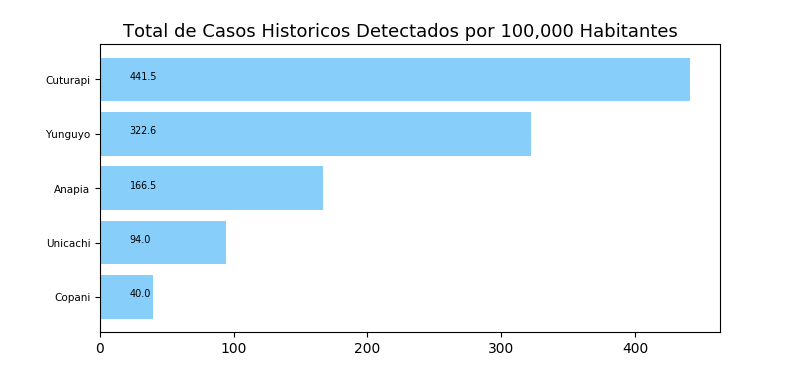 Total de Casos Historicos Detectados por 100,000 Habitantes
Cuturapi 441.5
Yunguyo 322.6
Anapia 166.5
Unicachi 94.0
Copani 40.0
0 100 200 300 400